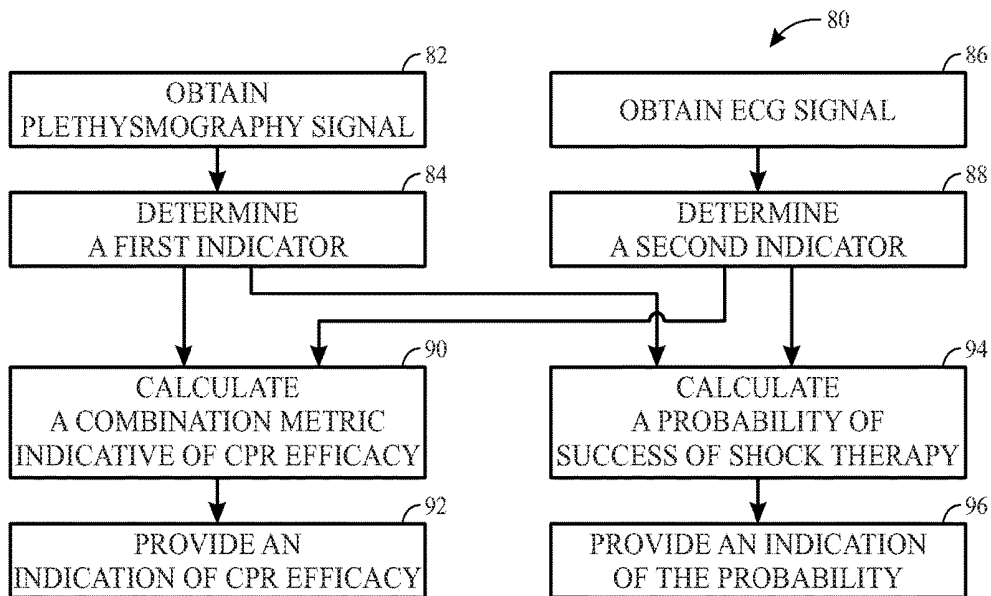 80
82
OBTAIN
PLETHYSMOGRAPHY SIGNAL
86
OBTAIN ECG SIGNAL
84
DETERMINE
A FIRST INDICATOR
88
DETERMINE
A SECOND INDICATOR
90
CALCULATE
A COMBINATION METRIC
INDICATIVE OF CPR EFFICACY
94
CALCULATE
A PROBABILITY OF
SUCCESS OF SHOCK THERAPY
92
PROVIDE AN
INDICATION OF CPR EFFICACY
96
PROVIDE AN INDICATION
OF THE PROBABILITY